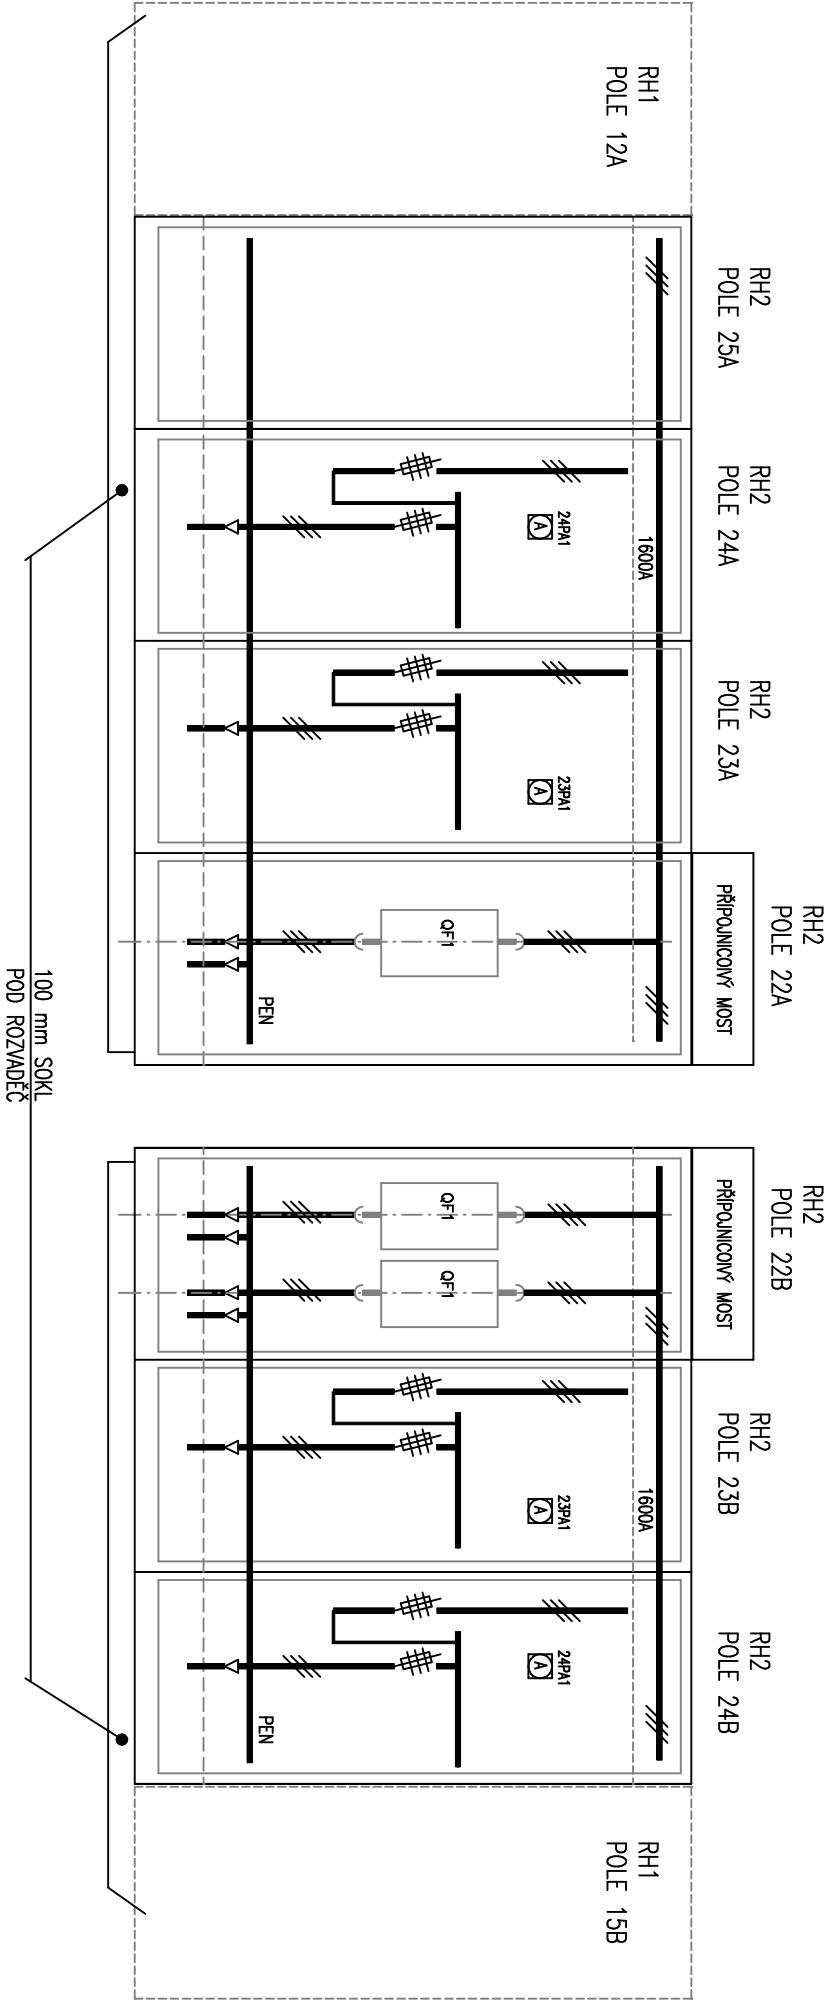 RH1
POLE 12A
RH2
POLE 25A
RH2
POLE 24A
RH2
POLE 23A
RH2
POLE 22A
PŘÍPOJNICOVÝ MOST
1600A
24PA1
A
23PA1
A
QF1
PEN
RH2
POLE 22B
PŘÍPOJNICOVÝ MOST
RH2
POLE 23B
RH2
POLE 24B
1600A
QF1
QF1
23PA1
A
24PA1
A
PEN
RH1
POLE 15B
100 mm SOKL
POD ROZVADĚČ